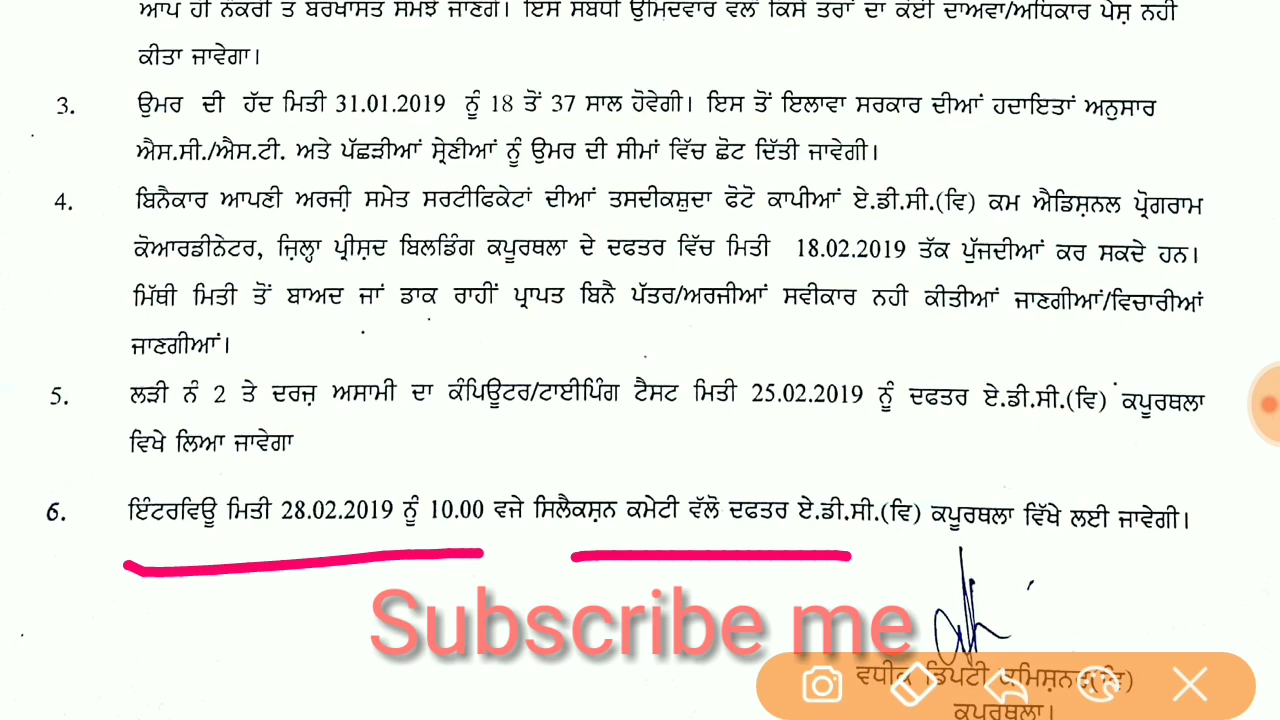 ਆਪ ਹੀ ਨੌਕਰੀ ਤੋਂ ਬਰਖਾਸਤ ਸਮਝੇ ਜਾਣਗੇ। ਇਸ ਸਬੰਧੀ ਉਮਿਦਵਾਰ ਵੱਲੋਂ ਕਿਸੇ ਤਰਾਂ ਦਾ ਕੋਈ ਦਾਅਵਾ/ਅਧਿਕਾਰ ਪੇਸ਼ ਨਹੀ
ਕੀਤਾ ਜਾਵੇਗਾ।
3. ਉਮਰ ਦੀ ਹੱਦ ਮਿਤੀ 31.01.2019 ਨੂੰ 18 ਤੋਂ 37 ਸਾਲ ਹੋਵੇਗੀ। ਇਸ ਤੋਂ ਇਲਾਵਾ ਸਰਕਾਰ ਦੀਆਂ ਹਦਾਇਤਾਂ ਅਨੁਸਾਰ
ਐਸ.ਸੀ./ਐਸ.ਟੀ. ਅਤੇ ਪੱਛੜੀਆਂ ਸ਼੍ਰੇਣੀਆਂ ਨੂੰ ਉਮਰ ਦੀ ਸੀਮਾਂ ਵਿੱਚ ਛੋਟ ਦਿੱਤੀ ਜਾਵੇਗੀ।
4. ਬਿਨੈਕਾਰ ਆਪਣੀ ਅਰਜ਼ੀ ਸਮੇਤ ਸਰਟੀਫਿਕੇਟਾਂ ਦੀਆਂ ਤਸਦੀਕਸ਼ੁਦਾ ਫੋਟੋ ਕਾਪੀਆਂ ਏ.ਡੀ.ਸੀ.(ਵਿ) ਕਮ ਐਡਿਸ਼ਨਲ ਪ੍ਰੋਗਰਾਮ
ਕੋਆਰਡੀਨੇਟਰ, ਜ਼ਿਲ੍ਹਾ ਪ੍ਰੀਸ਼ਦ ਬਿਲਡਿੰਗ ਕਪੂਰਥਲਾ ਦੇ ਦਫਤਰ ਵਿੱਚ ਮਿਤੀ 18.02.2019 ਤੱਕ ਪੁੱਜਦੀਆਂ ਕਰ ਸਕਦੇ ਹਨ।
ਮਿੱਥੀ ਮਿਤੀ ਤੋਂ ਬਾਅਦ ਜਾਂ ਡਾਕ ਰਾਹੀਂ ਪ੍ਰਾਪਤ ਬਿਨੈ ਪੱਤਰ/ਅਰਜੀਆਂ ਸਵੀਕਾਰ ਨਹੀ ਕੀਤੀਆਂ ਜਾਣਗੀਆਂ/ਵਿਚਾਰੀਆਂ
ਜਾਣਗੀਆਂ।
5. ਲੜੀ ਨੰ 2 ਤੇ ਦਰਜ਼ ਅਸਾਮੀ ਦਾ ਕੰਪਿਊਟਰ/ਟਾਈਪਿੰਗ ਟੈਸਟ ਮਿਤੀ 25.02.2019 ਨੂੰ ਦਫਤਰ ਏ.ਡੀ.ਸੀ.(ਵਿ) ਕਪੂਰਥਲਾ
ਵਿਖੇ ਲਿਆ ਜਾਵੇਗਾ
6. ਇੰਟਰਵਿਊ ਮਿਤੀ 28.02.2019 ਨੂੰ 10.00 ਵਜੇ ਸਿਲੈਕਸ਼ਨ ਕਮੇਟੀ ਵੱਲੋ ਦਫਤਰ ਏ.ਡੀ.ਸੀ.(ਵਿ) ਕਪੂਰਥਲਾ ਵਿੱਖੇ ਲਈ ਜਾਵੇਗੀ।
Subscribe me
ਵਧੀਕ ਡਿਪਟੀ ਕਮਿਸ਼ਨਰ(ਵਿ)
ਕਪੂਰਥਲਾ।